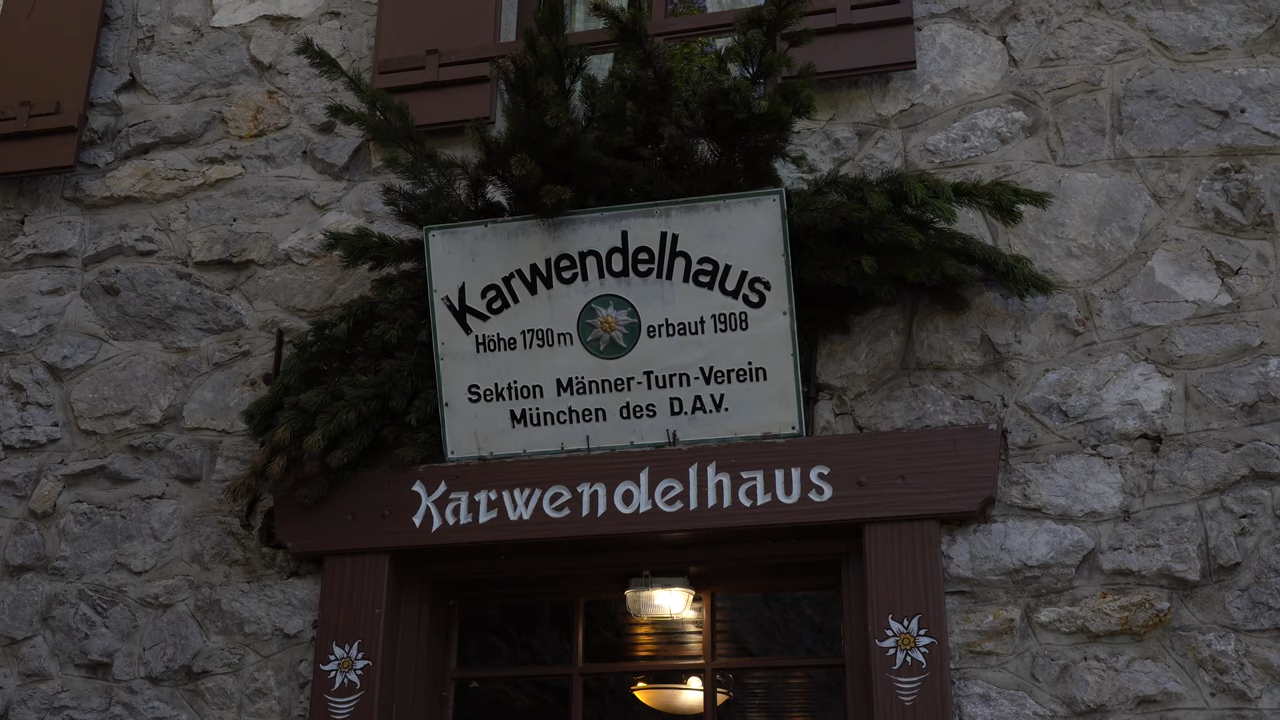 Karwendelhaus
Höhe 1790 m erbaut 1908
Sektion Männer-Turn-Verein
München des D.A.V.
Karwendelhaus